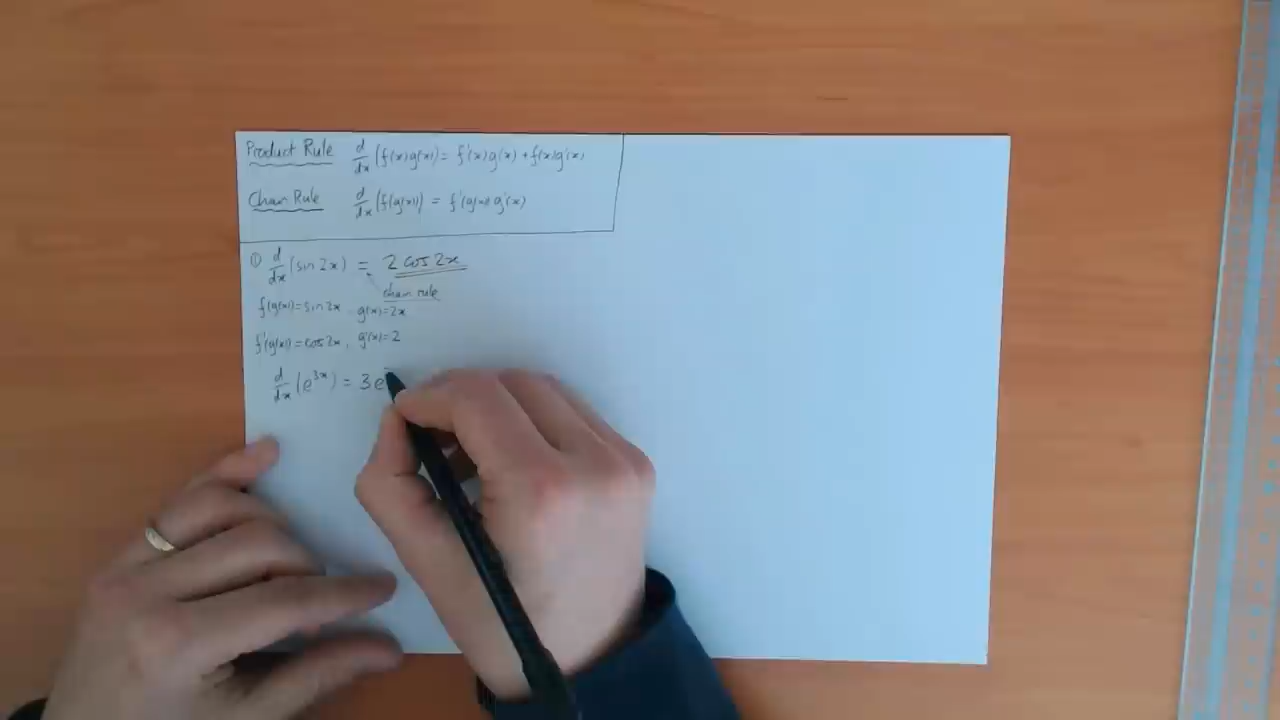 Product Rule d/dx (f(x)g(x)) = f'(x)g(x) + f(x)g'(x)
Chain Rule d/dx (f(g(x))) = f'(g(x)) g'(x)
① d/dx (sin 2x) = 2 cos 2x
chain rule
f(g(x)) = sin 2x, g(x) = 2x
f'(g(x)) = cos 2x, g'(x) = 2
d/dx (e^3x) = 3e